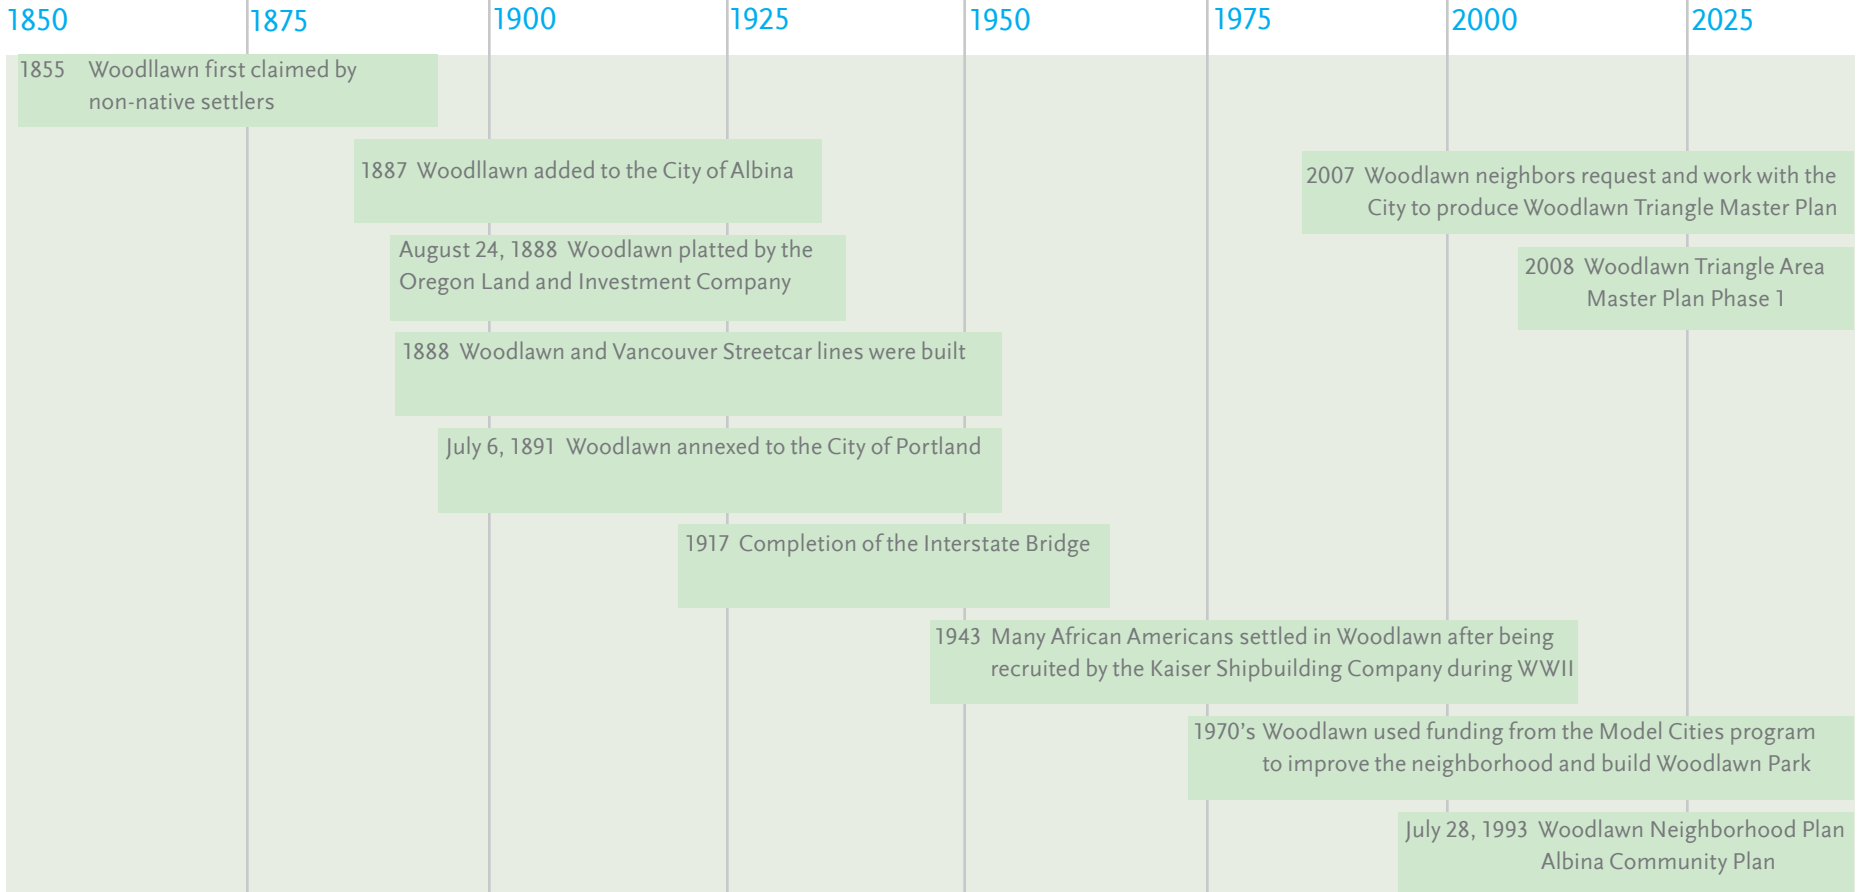 1850 1875 1900 1925 1950 1975 2000 2025
1855 Woodllawn first claimed by
non-native settlers
1887 Woodllawn added to the City of Albina
August 24, 1888 Woodlawn platted by the
Oregon Land and Investment Company
1888 Woodlawn and Vancouver Streetcar lines were built
July 6, 1891 Woodlawn annexed to the City of Portland
1917 Completion of the Interstate Bridge
1943 Many African Americans settled in Woodlawn after being
recruited by the Kaiser Shipbuilding Company during WWII
1970’s Woodlawn used funding from the Model Cities program
to improve the neighborhood and build Woodlawn Park
July 28, 1993 Woodlawn Neighborhood Plan
Albina Community Plan
2007 Woodlawn neighbors request and work with the
City to produce Woodlawn Triangle Master Plan
2008 Woodlawn Triangle Area
Master Plan Phase 1